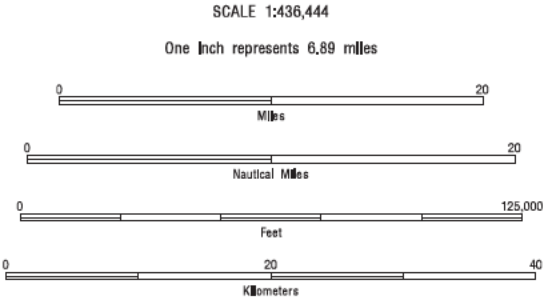 SCALE 1:436,444
One Inch represents 6.89 miles
0 20
Miles
0 20
Nautical Miles
0 125,000
Feet
0 20 40
Kilometers